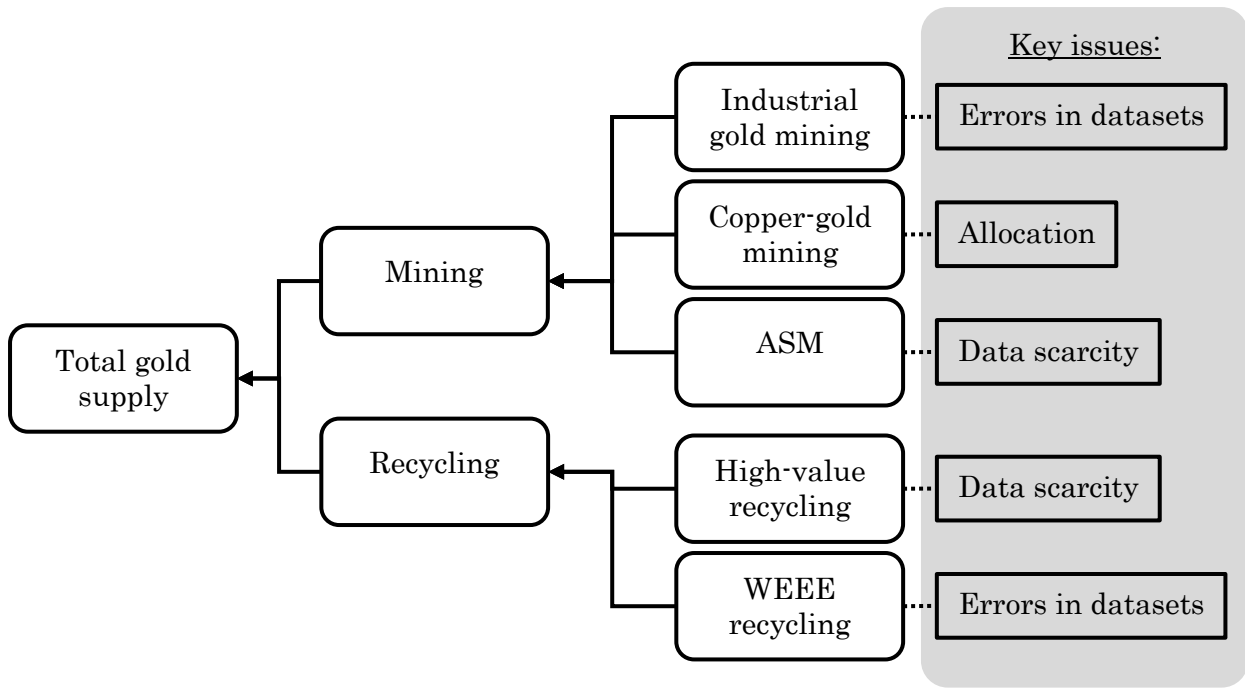 Key issues:
Industrial
gold mining
Errors in datasets
Copper-gold
mining
Allocation
Mining
ASM
Data scarcity
Total gold
supply
Recycling
High-value
recycling
Data scarcity
WEEE
recycling
Errors in datasets